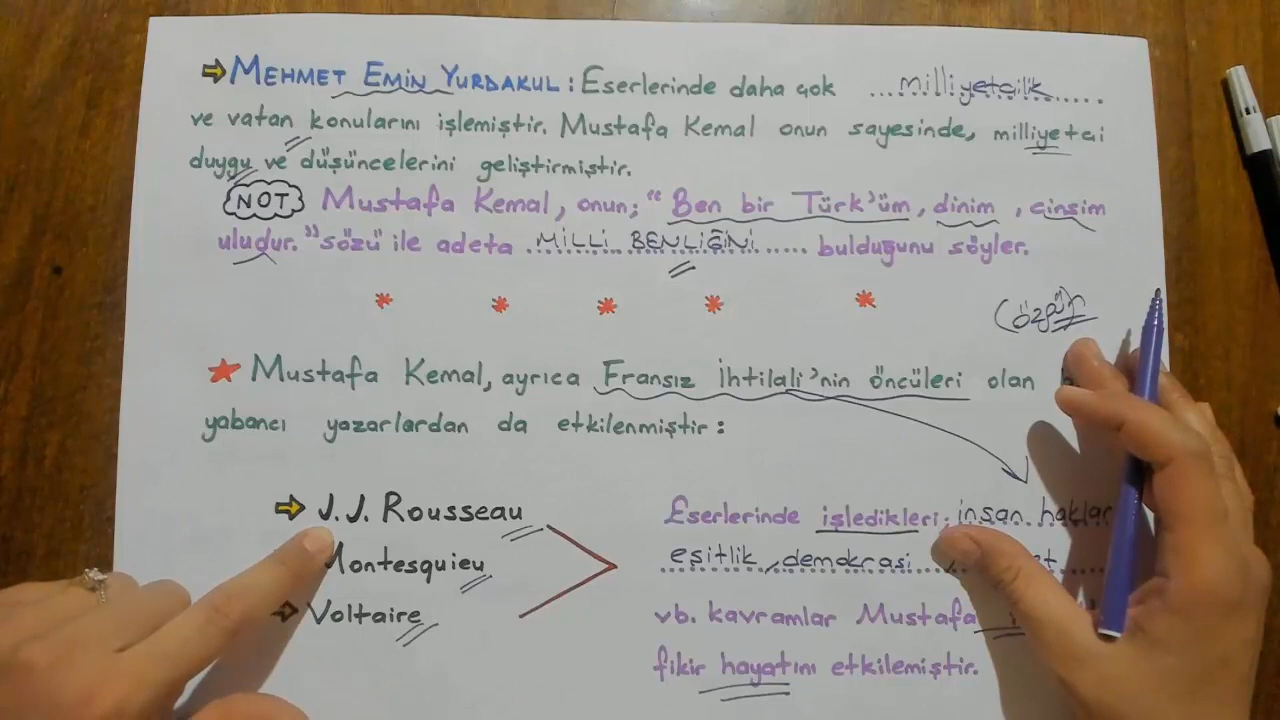 ⇨ MEHMET EMİN YURDAKUL : Eserlerinde daha çok ...milliyetçilik.....
ve vatan konularını işlemiştir. Mustafa Kemal onun sayesinde, milliyetçi
duygu ve düşüncelerini geliştirmiştir.
NOT Mustafa Kemal, onun; "Ben bir Türk'üm, dinim, cinsim
uludur." sözü ile adeta ...MİLLİ BENLİĞİNİ..... bulduğunu söyler.
* * * * *
(özgür)
★ Mustafa Kemal, ayrıca Fransız İhtilali'nin öncüleri olan
yabancı yazarlardan da etkilenmiştir :
⇨ J.J. Rousseau
Montesquieu
⇨ Voltaire
Eserlerinde işledikleri; insan
eşitlik, demokrasi
vb. kavramlar Mustafa
fikir hayatını etkilemiştir.